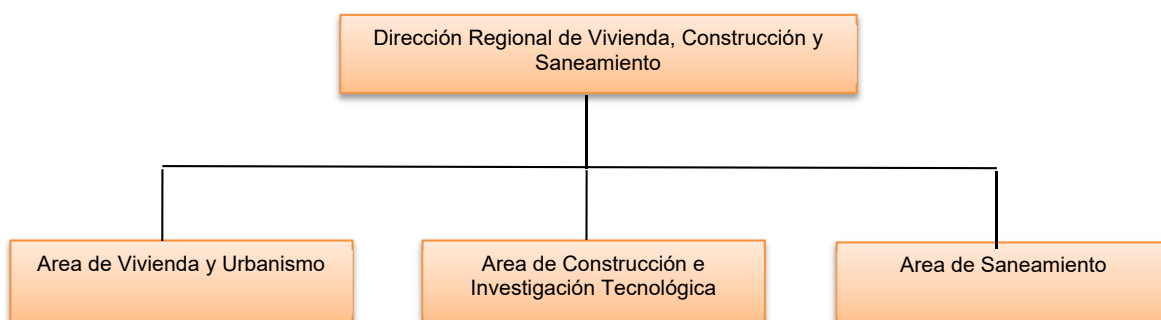 Dirección Regional de Vivienda, Construcción y
Saneamiento
Area de Vivienda y Urbanismo
Area de Construcción e
Investigación Tecnológica
Area de Saneamiento